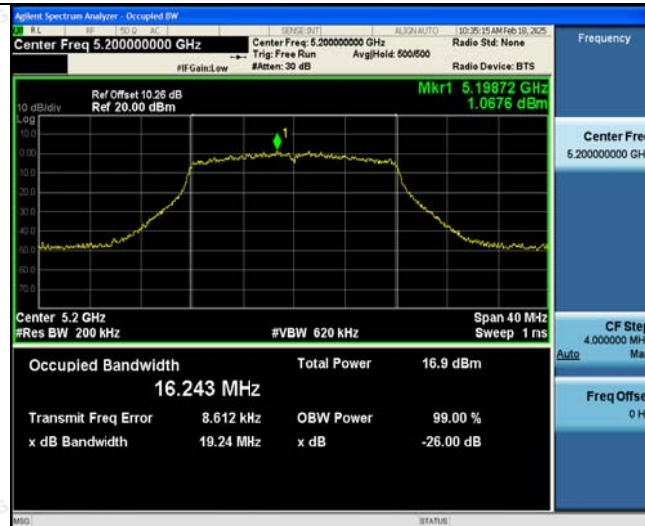 Agilent Spectrum Analyzer - Occupied BW
RL RF 50 Ω AC SENSE:INT ALIGN AUTO 10:35:15 AM Feb 18, 2025
Center Freq 5.200000000 GHz
Center Freq: 5.200000000 GHz
Radio Std: None
Trig: Free Run Avg|Hold: 500/500
#IFGain:Low #Atten: 30 dB
Radio Device: BTS
Ref Offset 10.26 dB
Ref 20.00 dBm
Mkr1 5.19872 GHz
1.0676 dBm
10 dB/div
Log
10.0
0.00
-10.0
-20.0
-30.0
-40.0
-50.0
-60.0
-70.0
1
Center 5.2 GHz
Span 40 MHz
#Res BW 200 kHz
#VBW 620 kHz
Sweep 1 ms
Occupied Bandwidth
16.243 MHz
Total Power 16.9 dBm
Transmit Freq Error 8.612 kHz
OBW Power 99.00 %
x dB Bandwidth 19.24 MHz
x dB -26.00 dB
Frequency
Center Fre
5.200000000 GH
CF Step
4.000000 MH
Auto Ma
Freq Offse
0 H
MSG
STATUS